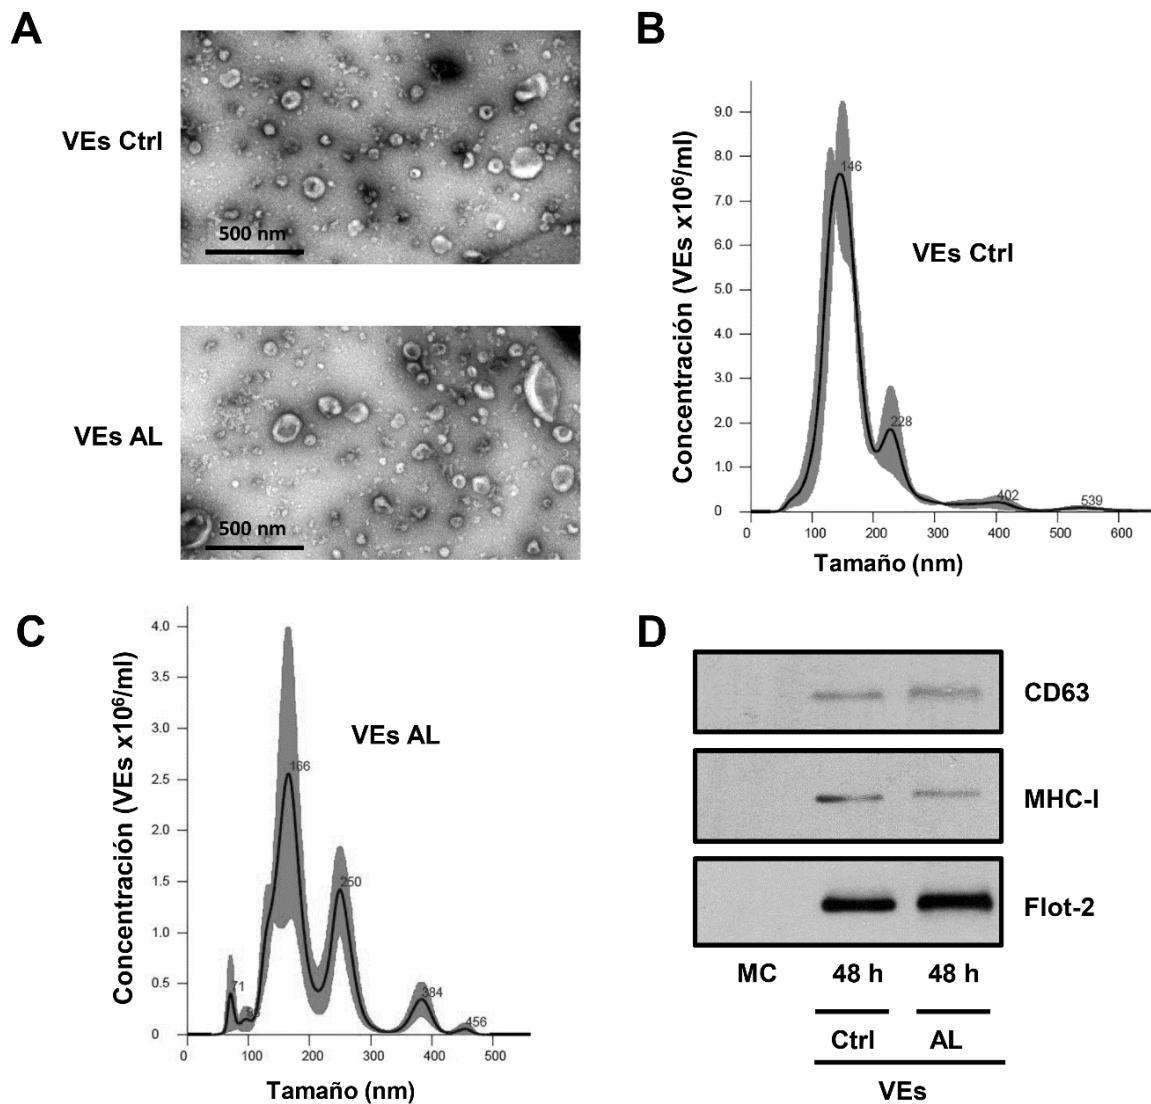 A
VEs Ctrl
500 nm
VEs AL
500 nm
B
Concentración (VEs x10⁶/ml)
9.0
8.0
7.0
6.0
5.0
4.0
3.0
2.0
1.0
0
146
228
402
539
VEs Ctrl
0 100 200 300 400 500 600
Tamaño (nm)
C
Concentración (VEs x10⁶/ml)
4.0
3.5
3.0
2.5
2.0
1.5
1.0
0.5
0
71
166
250
384
456
VEs AL
0 100 200 300 400 500
Tamaño (nm)
D
CD63
MHC-I
Flot-2
MC 48 h 48 h
Ctrl AL
VEs